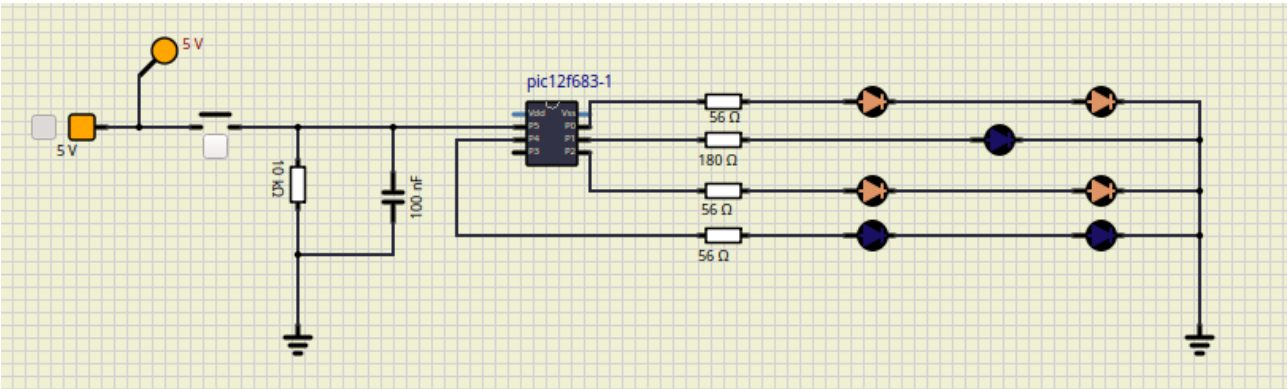 5 V
5 V
pic12f683-1
Vdd
Vss
P5
P0
P4
P1
P3
P2
10 kΩ
100 nF
56 Ω
180 Ω
56 Ω
56 Ω